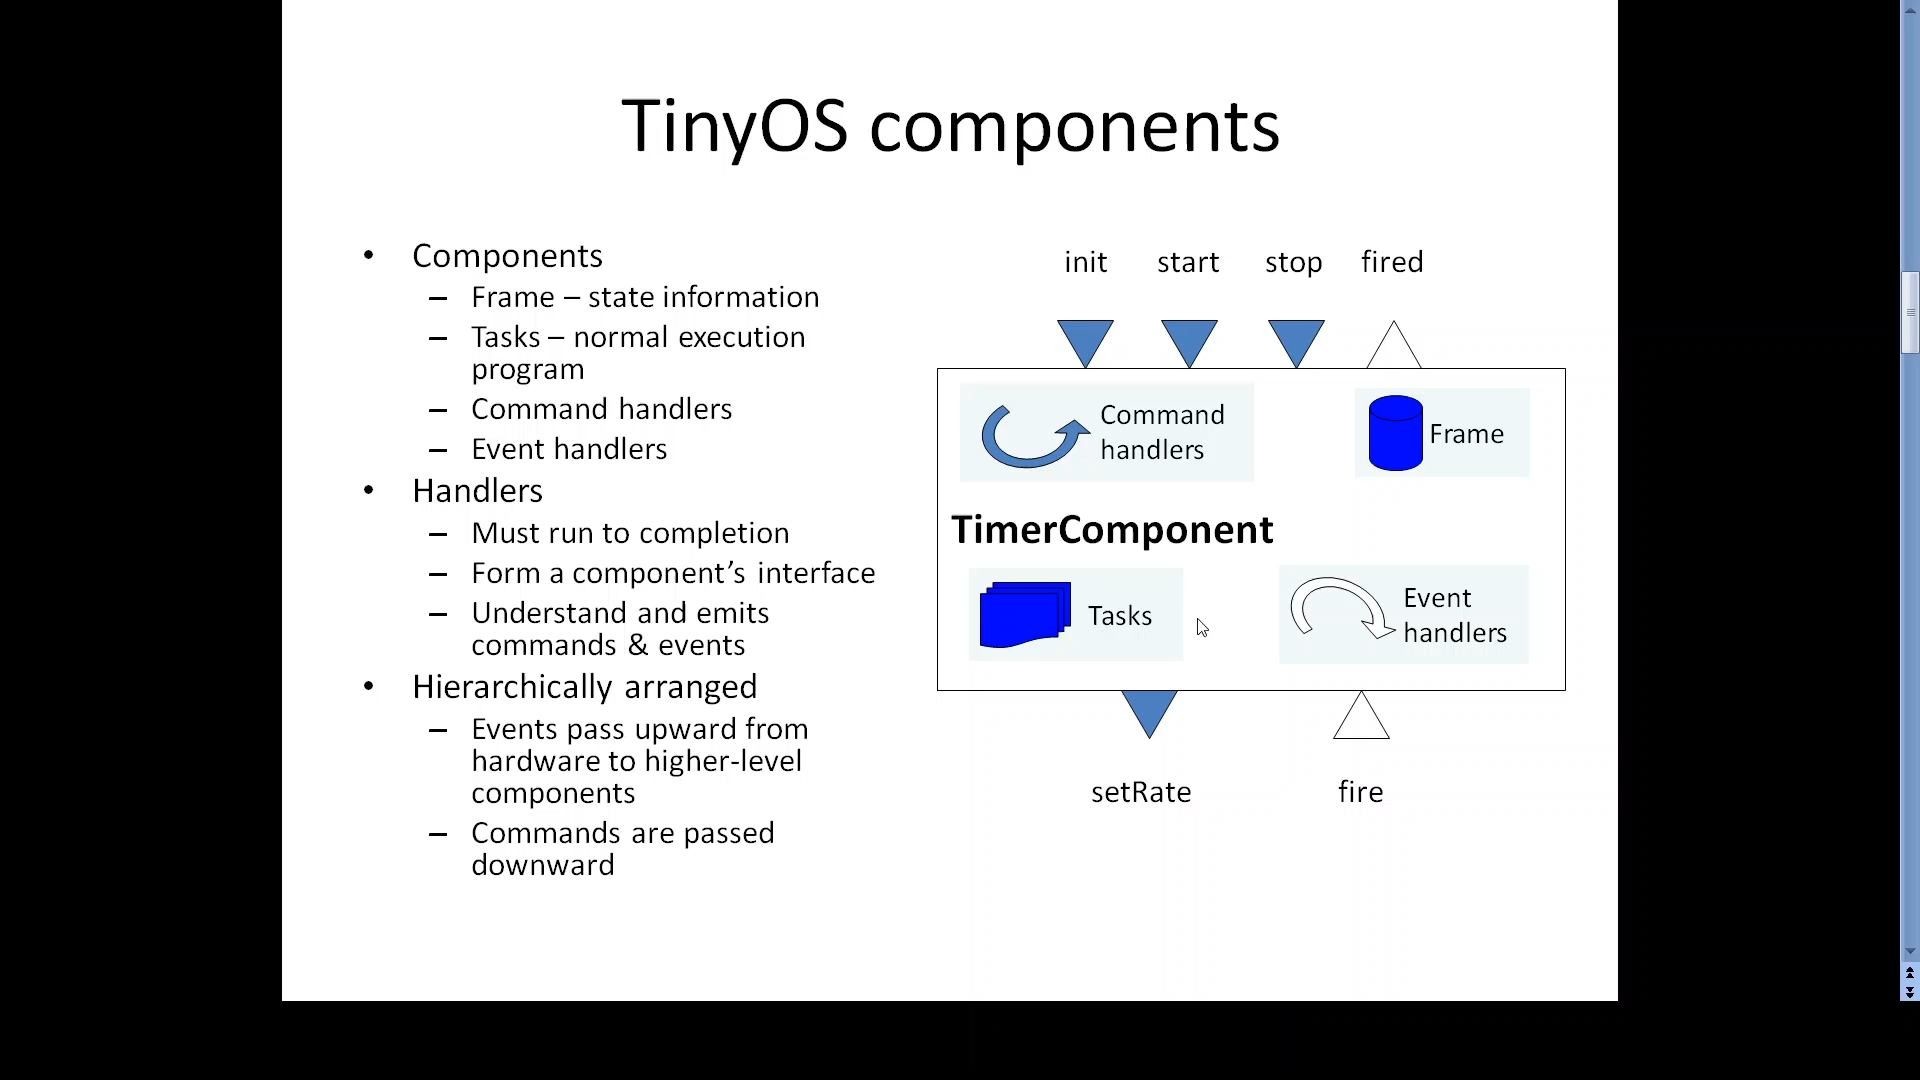 TinyOS components
• Components
– Frame – state information
– Tasks – normal execution
program
– Command handlers
– Event handlers
• Handlers
– Must run to completion
– Form a component’s interface
– Understand and emits
commands & events
• Hierarchically arranged
– Events pass upward from
hardware to higher-level
components
– Commands are passed
downward
init start stop fired
Command
handlers
Frame
TimerComponent
Tasks
Event
handlers
setRate fire